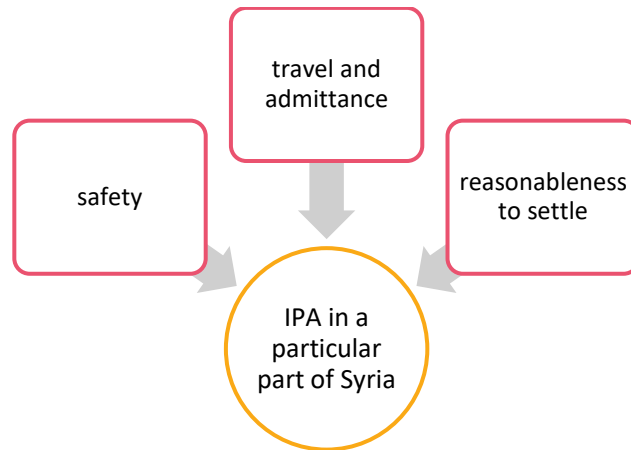 safety
travel and
admittance
reasonableness
to settle
IPA in a
particular
part of Syria